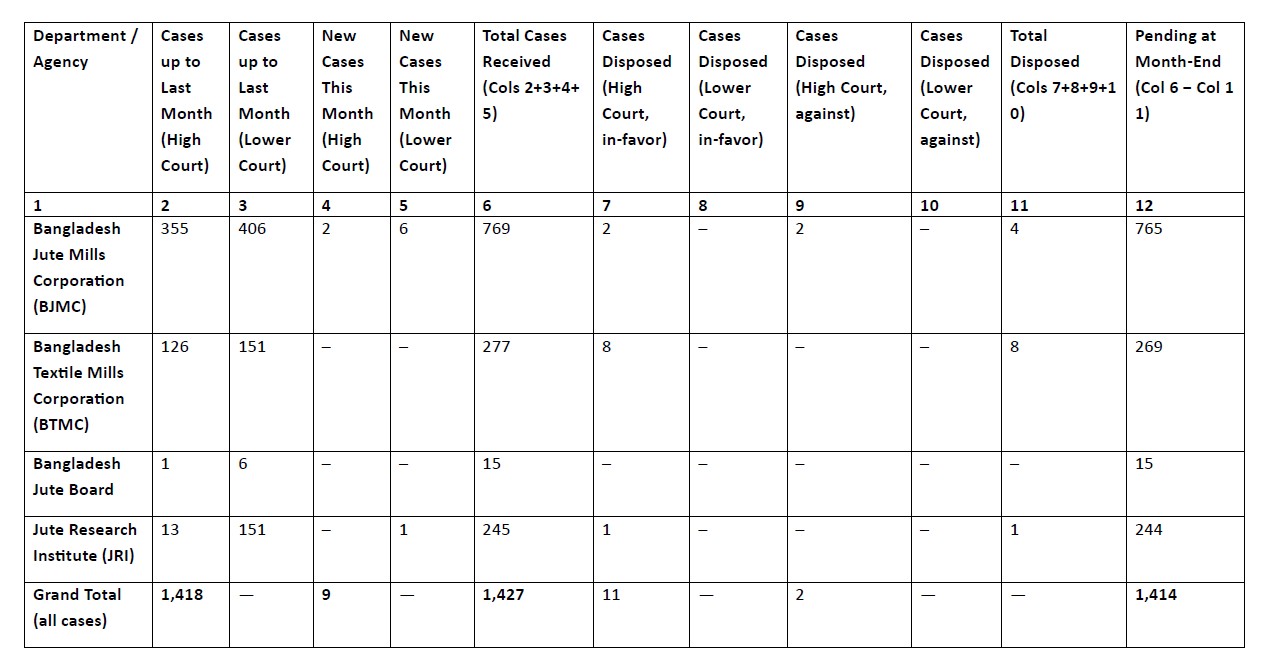 Department /
Agency
Cases
up to
Last
Month
(High
Court)
Cases
up to
Last
Month
(Lower
Court)
New
Cases
This
Month
(High
Court)
New
Cases
This
Month
(Lower
Court)
Total Cases
Received
(Cols 2+3+4+
5)
Cases
Disposed
(High
Court,
in-favor)
Cases
Disposed
(Lower
Court,
in-favor)
Cases
Disposed
(High Court,
against)
Cases
Disposed
(Lower
Court,
against)
Total
Disposed
(Cols 7+8+9+1
0)
Pending at
Month-End
(Col 6 – Col 1
1)
1
2
3
4
5
6
7
8
9
10
11
12
Bangladesh
Jute Mills
Corporation
(BJMC)
355
406
2
6
769
2
–
2
–
4
765
Bangladesh
Textile Mills
Corporation
(BTMC)
126
151
–
–
277
8
–
–
–
8
269
Bangladesh
Jute Board
1
6
–
–
15
–
–
–
–
–
15
Jute Research
Institute (JRI)
13
151
–
1
245
1
–
–
–
1
244
Grand Total
(all cases)
1,418
—
9
—
1,427
11
—
2
—
—
1,414